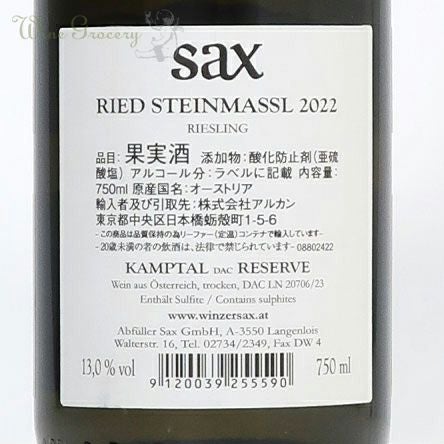 Wine Grocery
sax
RIED STEINMASSL 2022
RIESLING
品目:果実酒 添加物:酸化防止剤(亜硫
酸塩) アルコール分:ラベルに記載 内容量:
750ml 原産国名:オーストリア
輸入者及び引取先:株式会社アルカン
東京都中央区日本橋蛎殻町1-5-6
-この商品は品質保持の為リーファー(定温)コンテナで輸入しています-
-20歳未満の者の飲酒は、法律で禁じられています- 08802422
KAMPTAL DAC RESERVE
Wein aus Österreich, trocken, DAC LN 20706/23
Enthält Sulfite / Contains sulphites
www.winzersax.at
Abfüller Sax GmbH, A-3550 Langenlois
Walterstr. 16, Tel. 02734/2349, Fax DW 4
13,0 % vol
750 ml
9 120039 255590